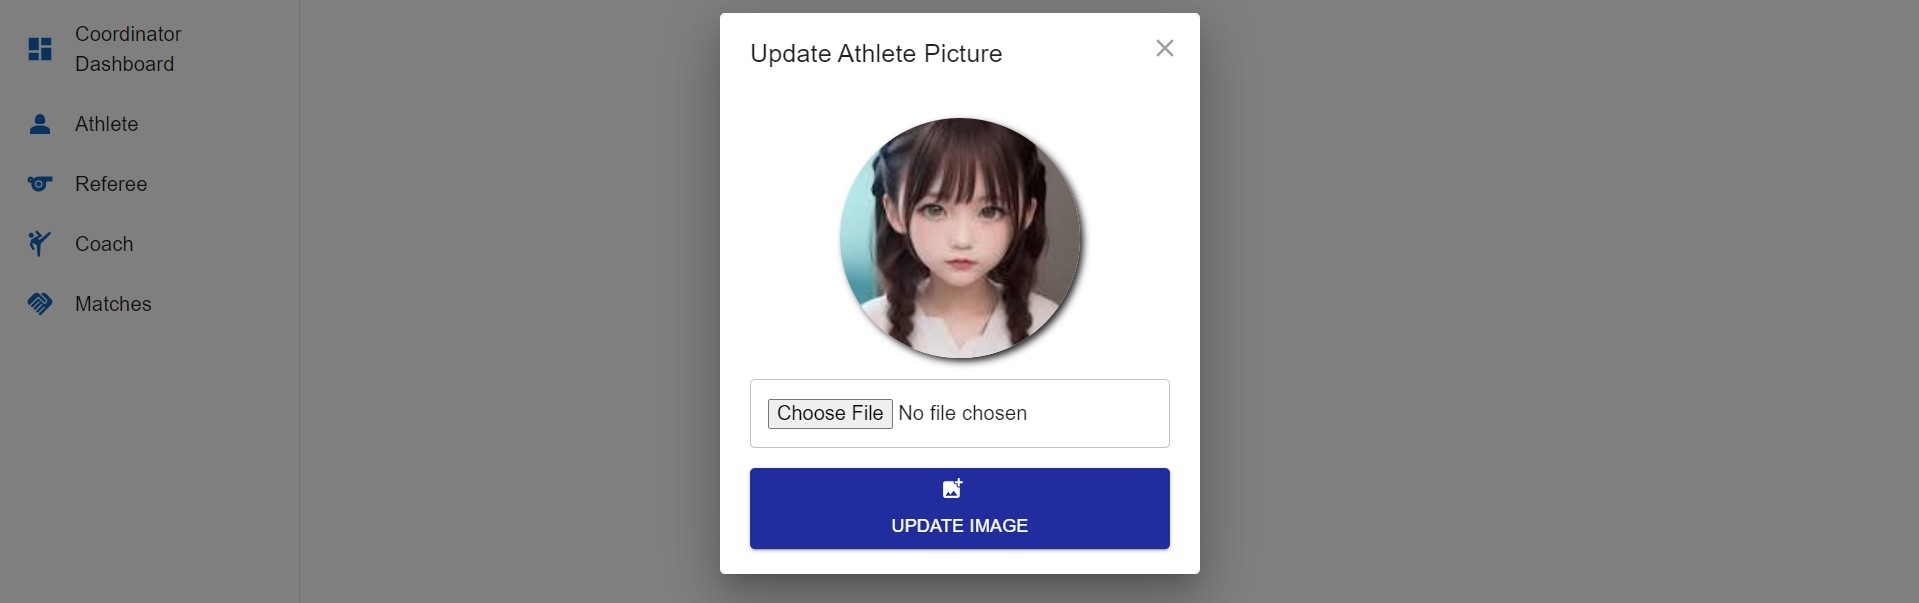 Coordinator
Dashboard
Athlete
Referee
Coach
Matches
Update Athlete Picture
Choose File No file chosen
UPDATE IMAGE